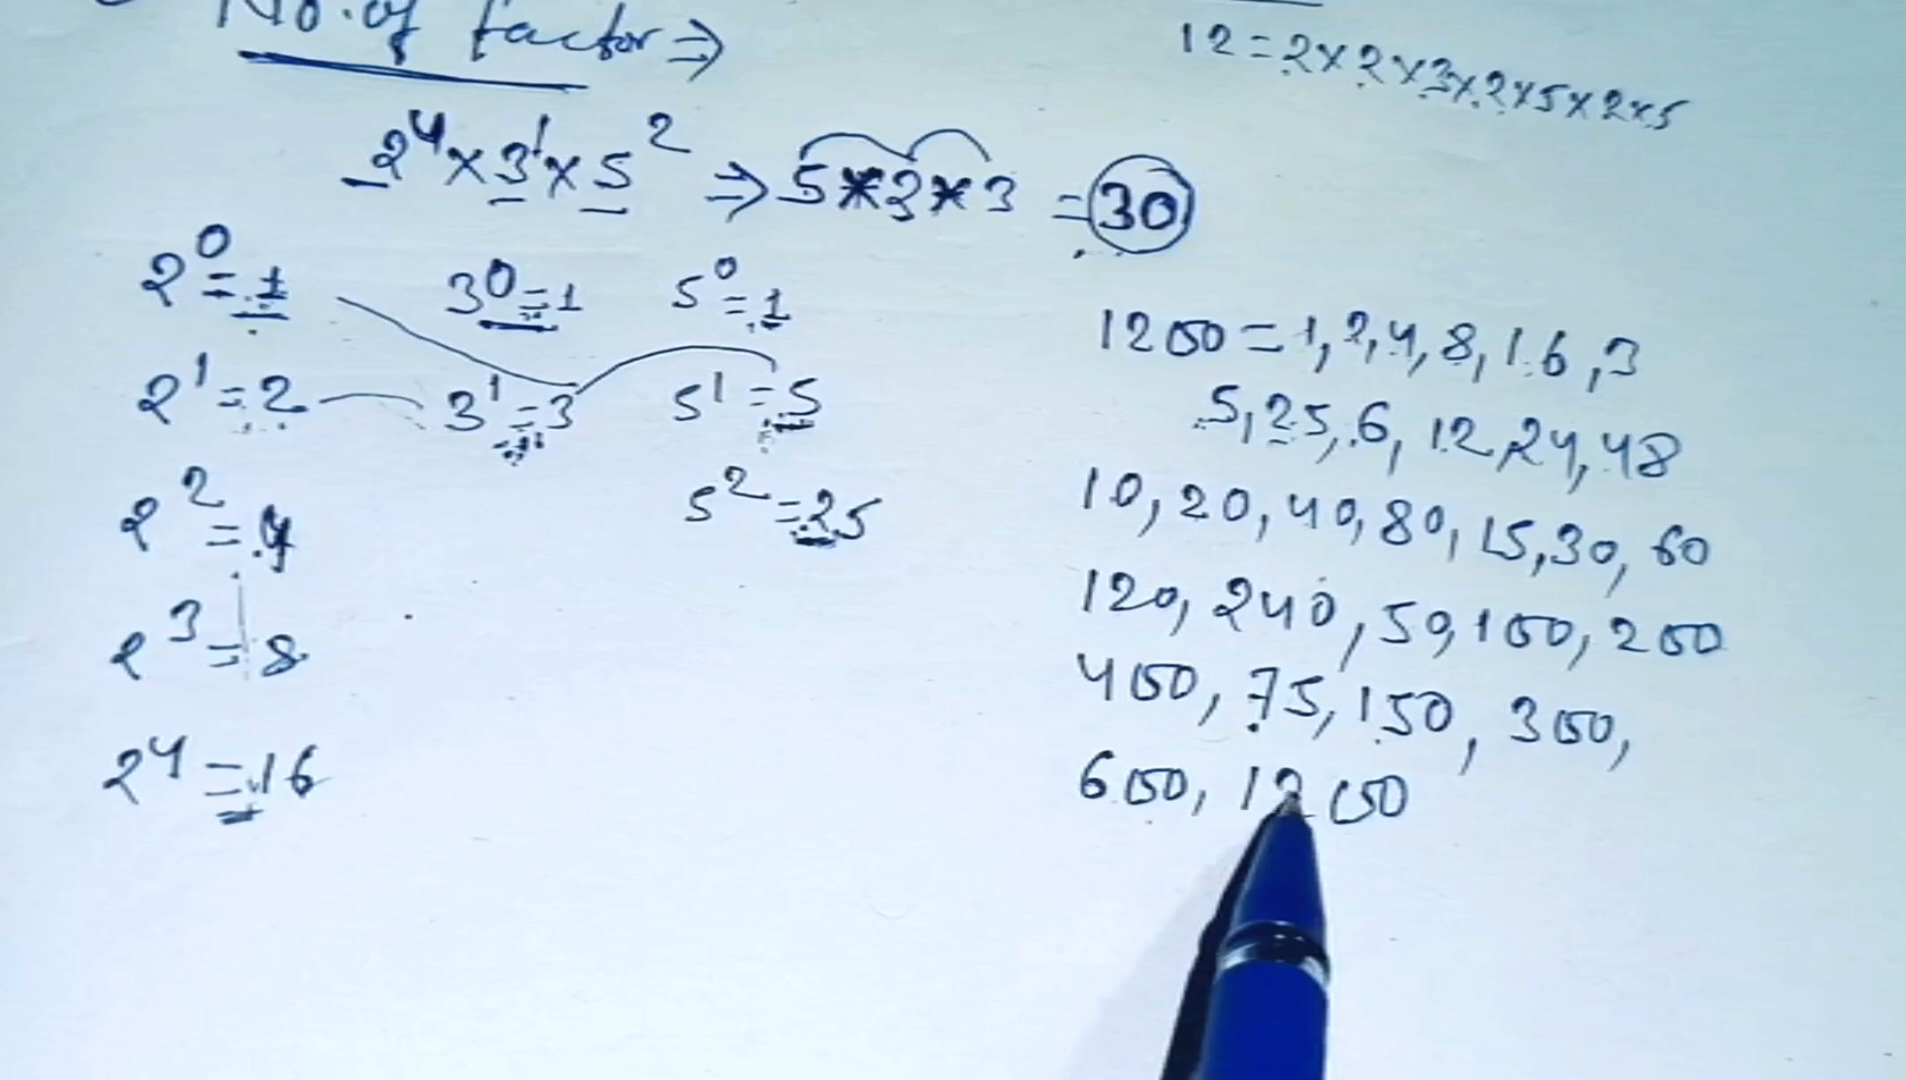 No. of factor ⇒
12 = 2×2×3×2×5×2×5
2⁴×3¹×5² ⇒ 5×2×3 = 30
2⁰ = 1 3⁰ = 1 5⁰ = 1
2¹ = 2 3¹ = 3 5¹ = 5
2² = 4 5² = 25
2³ = 8
2⁴ = 16
1200 = 1, 2, 4, 8, 16, 3
5, 25, 6, 12, 24, 48
10, 20, 40, 80, 15, 30, 60
120, 240, 50, 100, 200
400, 75, 150, 300,
600, 1200